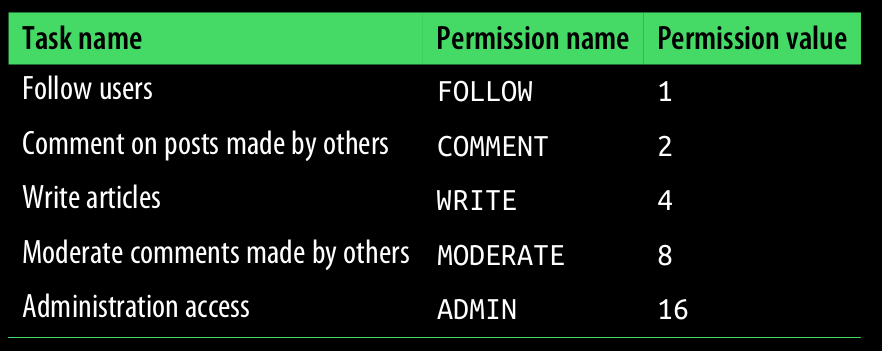 Task name Permission name Permission value
Follow users FOLLOW 1
Comment on posts made by others COMMENT 2
Write articles WRITE 4
Moderate comments made by others MODERATE 8
Administration access ADMIN 16